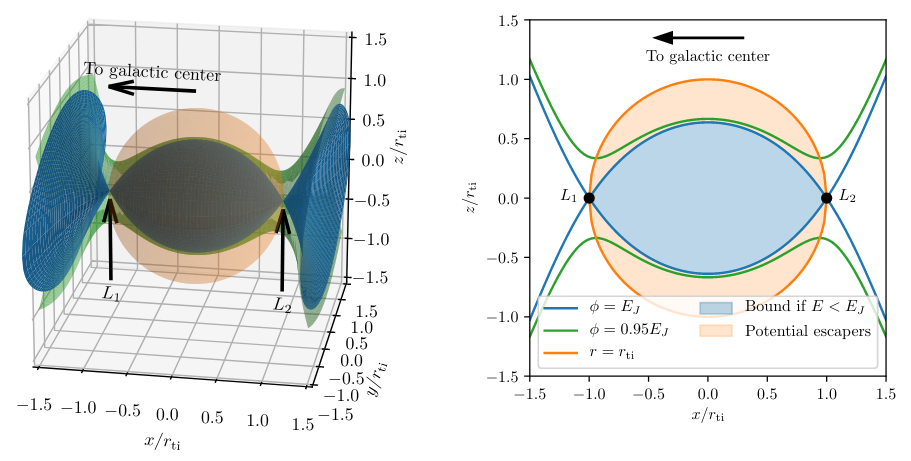 To galactic center
L₁
L₂
1.5
1.0
0.5
0.0
−0.5
−1.0
−1.5
z/r_ti
1.5
1.0
0.5
0.0
−0.5
−1.0
−1.5
y/r_ti
−1.5 −1.0 −0.5 0.0 0.5 1.0 1.5
x/r_ti
1.5
1.0
0.5
0.0
−0.5
−1.0
−1.5
z/r_ti
To galactic center
L₁ L₂
ϕ = E_J
ϕ = 0.95E_J
r = r_ti
Bound if E < E_J
Potential escapers
−1.5 −1.0 −0.5 0.0 0.5 1.0 1.5
x/r_ti